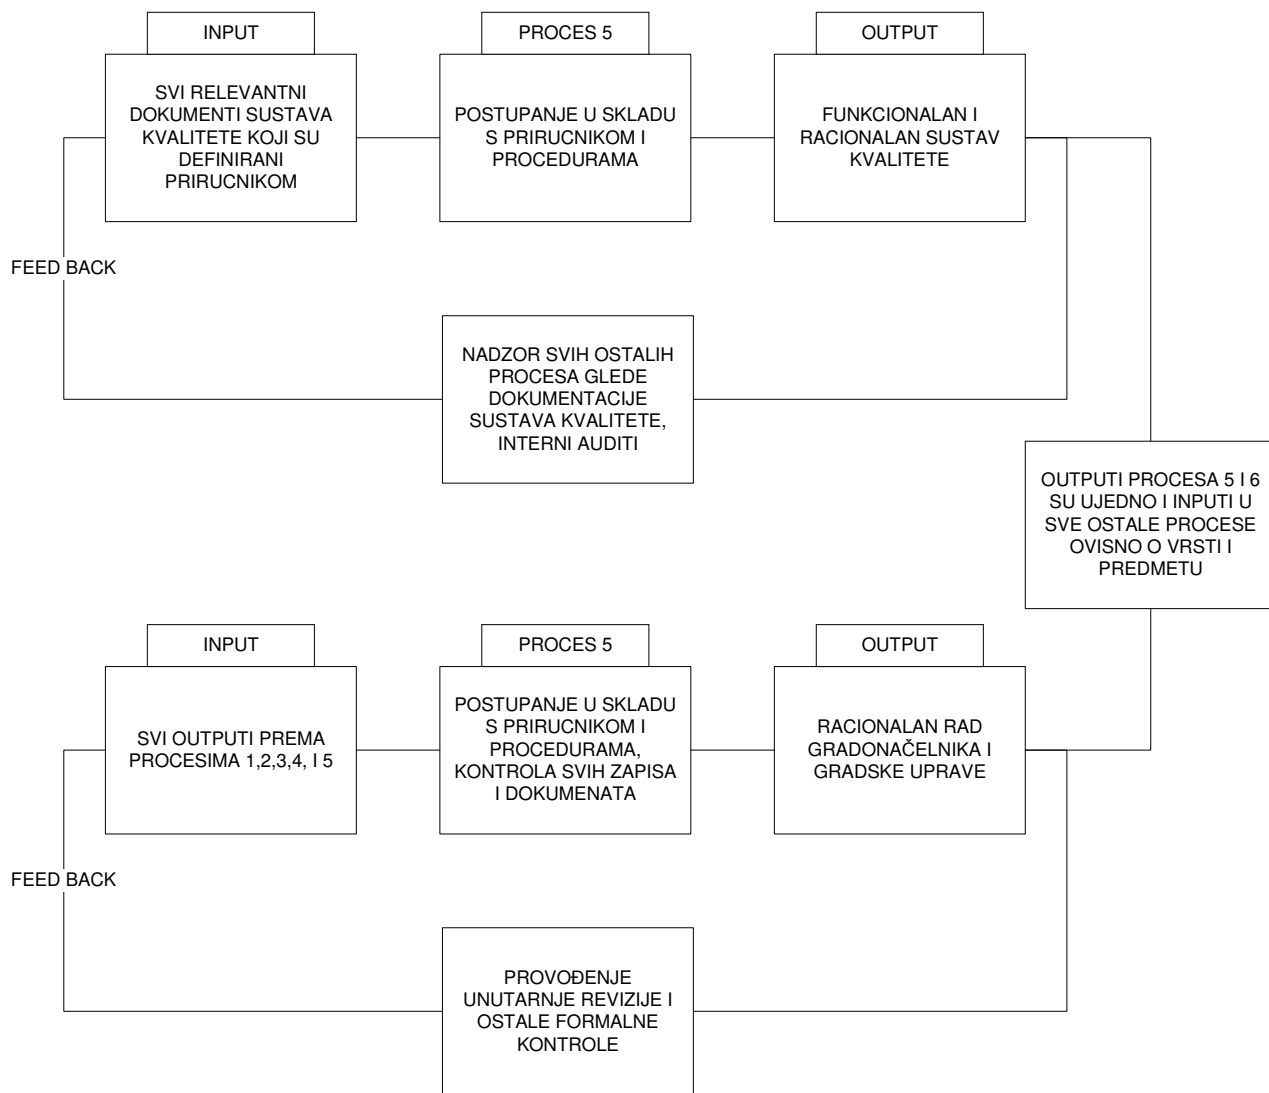 INPUT
PROCES 5
OUTPUT
SVI RELEVANTNI
DOKUMENTI SUSTAVA
KVALITETE KOJI SU
DEFINIRANI
PRIRUCNIKOM
POSTUPANJE U SKLADU
S PRIRUCNIKOM I
PROCEDURAMA
FUNKCIONALAN I
RACIONALAN SUSTAV
KVALITETE
FEED BACK
NADZOR SVIH OSTALIH
PROCESA GLEDE
DOKUMENTACIJE
SUSTAVA KVALITETE,
INTERNI AUDITI
OUTPUTI PROCESA 5 I 6
SU UJEDNO I INPUTI U
SVE OSTALE PROCESE
OVISNO O VRSTI I
PREDMETU
INPUT
PROCES 5
OUTPUT
SVI OUTPUTI PREMA
PROCESIMA 1,2,3,4, I 5
POSTUPANJE U SKLADU
S PRIRUCNIKOM I
PROCEDURAMA,
KONTROLA SVIH ZAPISA
I DOKUMENATA
RACIONALAN RAD
GRADONAČELNIKA I
GRADSKE UPRAVE
FEED BACK
PROVOĐENJE
UNUTARNJE REVIZIJE I
OSTALE FORMALNE
KONTROLE